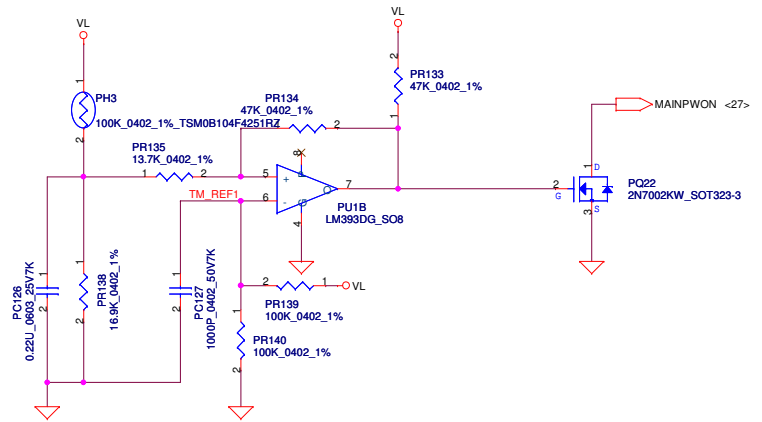 VL
VL
1
PH3
100K_0402_1%_TSM0B104F4251RZ
2
2
PR133
47K_0402_1%
1
PR134
47K_0402_1%
2
PR135
13.7K_0402_1%
1
2
8
5
+
7
TM_REF1
6
-
4
PU1B
LM393DG_SO8
MAINPWON <27>
1
D
2
G
S
3
PQ22
2N7002KW_SOT323-3
1
2
PC126
0.22U_0603_25V7K
1
2
PR138
16.9K_0402_1%
1
2
PC127
1000P_0402_50V7K
2
1
VL
PR139
100K_0402_1%
1
PR140
100K_0402_1%
2